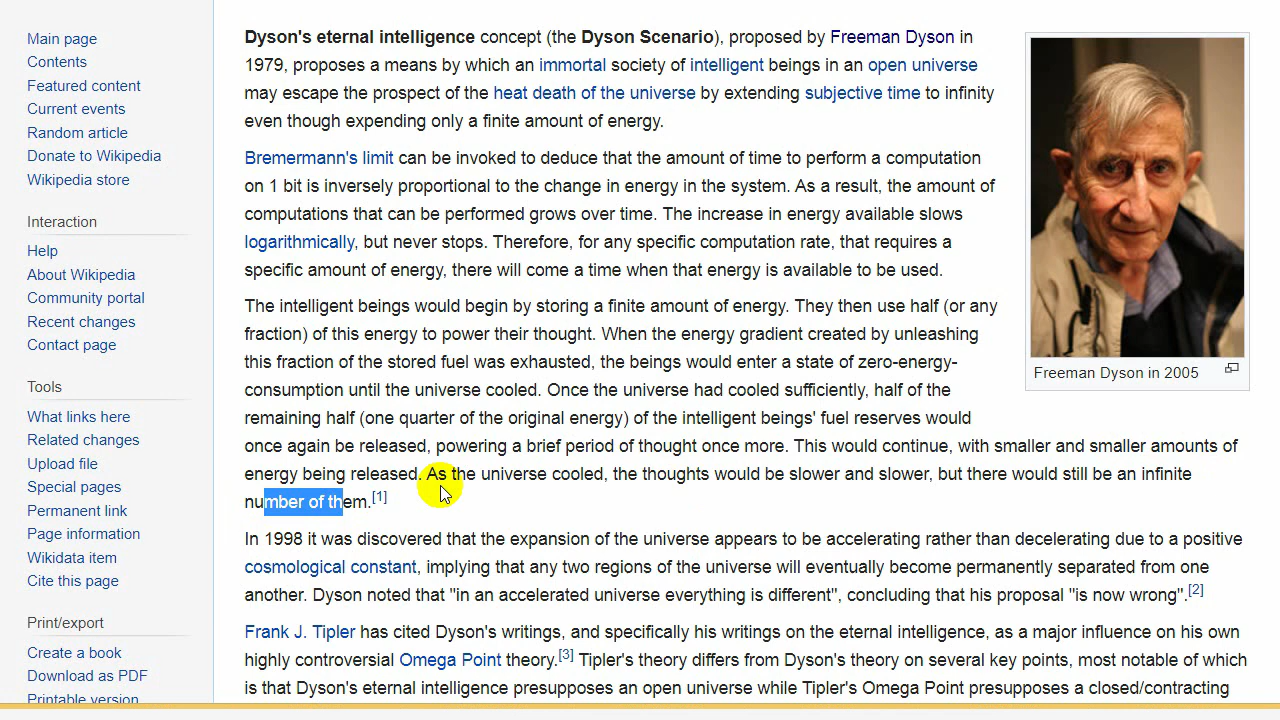 Main page
Contents
Featured content
Current events
Random article
Donate to Wikipedia
Wikipedia store
Interaction
Help
About Wikipedia
Community portal
Recent changes
Contact page
Tools
What links here
Related changes
Upload file
Special pages
Permanent link
Page information
Wikidata item
Cite this page
Print/export
Create a book
Download as PDF
Printable version
Dyson's eternal intelligence concept (the Dyson Scenario), proposed by Freeman Dyson in
1979, proposes a means by which an immortal society of intelligent beings in an open universe
may escape the prospect of the heat death of the universe by extending subjective time to infinity
even though expending only a finite amount of energy.
Bremermann's limit can be invoked to deduce that the amount of time to perform a computation
on 1 bit is inversely proportional to the change in energy in the system. As a result, the amount of
computations that can be performed grows over time. The increase in energy available slows
logarithmically, but never stops. Therefore, for any specific computation rate, that requires a
specific amount of energy, there will come a time when that energy is available to be used.
The intelligent beings would begin by storing a finite amount of energy. They then use half (or any
fraction) of this energy to power their thought. When the energy gradient created by unleashing
this fraction of the stored fuel was exhausted, the beings would enter a state of zero-energy-
consumption until the universe cooled. Once the universe had cooled sufficiently, half of the
remaining half (one quarter of the original energy) of the intelligent beings' fuel reserves would
once again be released, powering a brief period of thought once more. This would continue, with smaller and smaller amounts of
energy being released. As the universe cooled, the thoughts would be slower and slower, but there would still be an infinite
number of them.[1]
In 1998 it was discovered that the expansion of the universe appears to be accelerating rather than decelerating due to a positive
cosmological constant, implying that any two regions of the universe will eventually become permanently separated from one
another. Dyson noted that "in an accelerated universe everything is different", concluding that his proposal "is now wrong".[2]
Frank J. Tipler has cited Dyson's writings, and specifically his writings on the eternal intelligence, as a major influence on his own
highly controversial Omega Point theory.[3] Tipler's theory differs from Dyson's theory on several key points, most notable of which
is that Dyson's eternal intelligence presupposes an open universe while Tipler's Omega Point presupposes a closed/contracting
Freeman Dyson in 2005